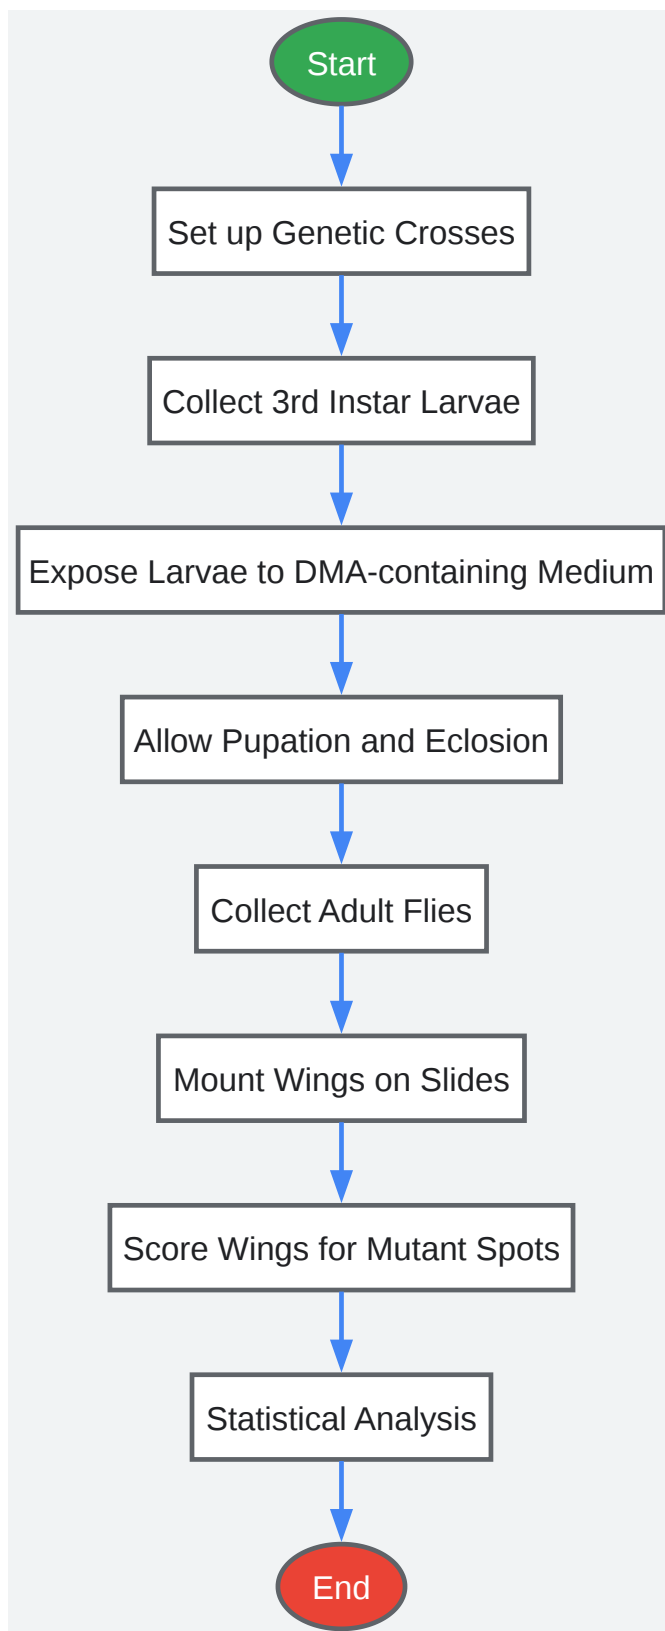 Start
Set up Genetic Crosses
Collect 3rd Instar Larvae
Expose Larvae to DMA-containing Medium
Allow Pupation and Eclosion
Collect Adult Flies
Mount Wings on Slides
Score Wings for Mutant Spots
Statistical Analysis
End